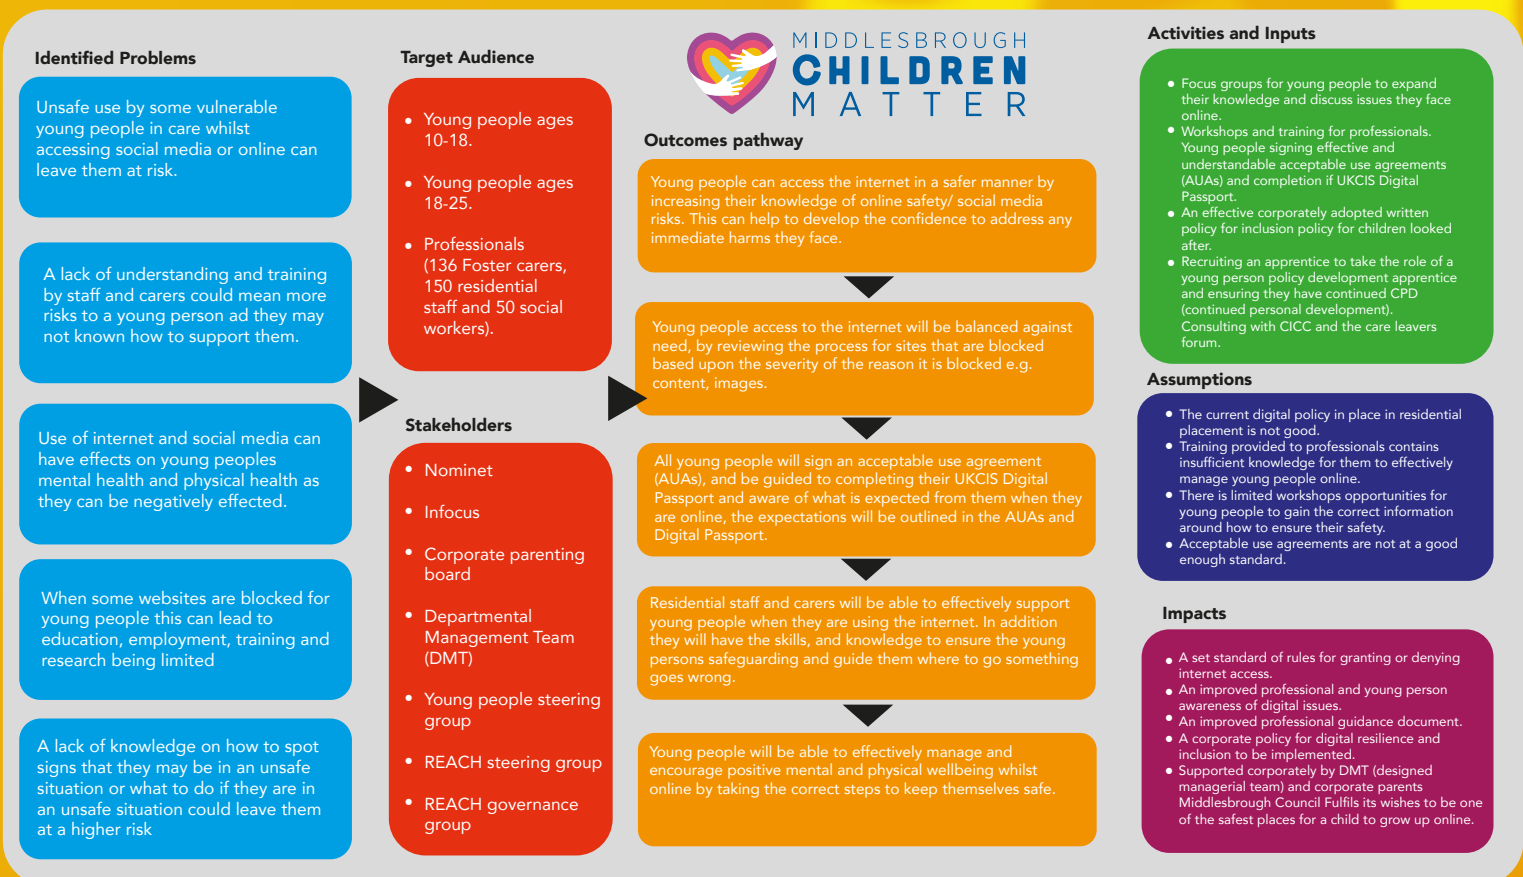 Identified Problems
Unsafe use by some vulnerable
young people in care whilst
accessing social media or online can
leave them at risk.
A lack of understanding and training
by staff and carers could mean more
risks to a young person ad they may
not known how to support them.
Use of internet and social media can
have effects on young peoples
mental health and physical health as
they can be negatively effected.
When some websites are blocked for
young people this can lead to
education, employment, training and
research being limited
A lack of knowledge on how to spot
signs that they may be in an unsafe
situation or what to do if they are in
an unsafe situation could leave them
at a higher risk
Target Audience
• Young people ages
10-18.
• Young people ages
18-25.
• Professionals
(136 Foster carers,
150 residential
staff and 50 social
workers).
Stakeholders
• Nominet
• Infocus
• Corporate parenting
board
• Departmental
Management Team
(DMT)
• Young people steering
group
• REACH steering group
• REACH governance
group
MIDDLESBROUGH
CHILDREN
MATTER
Outcomes pathway
Young people can access the internet in a safer manner by
increasing their knowledge of online safety/ social media
risks. This can help to develop the confidence to address any
immediate harms they face.
Young people access to the internet will be balanced against
need, by reviewing the process for sites that are blocked
based upon the severity of the reason it is blocked e.g.
content, images.
All young people will sign an acceptable use agreement
(AUAs), and be guided to completing their UKCIS Digital
Passport and aware of what is expected from them when they
are online, the expectations will be outlined in the AUAs and
Digital Passport.
Residential staff and carers will be able to effectively support
young people when they are using the internet. In addition
they will have the skills, and knowledge to ensure the young
persons safeguarding and guide them where to go something
goes wrong.
Young people will be able to effectively manage and
encourage positive mental and physical wellbeing whilst
online by taking the correct steps to keep themselves safe.
Activities and Inputs
• Focus groups for young people to expand
their knowledge and discuss issues they face
online.
• Workshops and training for professionals.
Young people signing effective and
understandable acceptable use agreements
(AUAs) and completion if UKCIS Digital
Passport.
• An effective corporately adopted written
policy for inclusion policy for children looked
after.
• Recruiting an apprentice to take the role of a
young person policy development apprentice
and ensuring they have continued CPD
(continued personal development).
Consulting with CICC and the care leavers
forum.
Assumptions
• The current digital policy in place in residential
placement is not good.
• Training provided to professionals contains
insufficient knowledge for them to effectively
manage young people online.
• There is limited workshops opportunities for
young people to gain the correct information
around how to ensure their safety.
• Acceptable use agreements are not at a good
enough standard.
Impacts
• A set standard of rules for granting or denying
internet access.
• An improved professional and young person
awareness of digital issues.
• An improved professional guidance document.
• A corporate policy for digital resilience and
inclusion to be implemented.
• Supported corporately by DMT (designed
managerial team) and corporate parents
Middlesbrough Council Fulfils its wishes to be one
of the safest places for a child to grow up online.